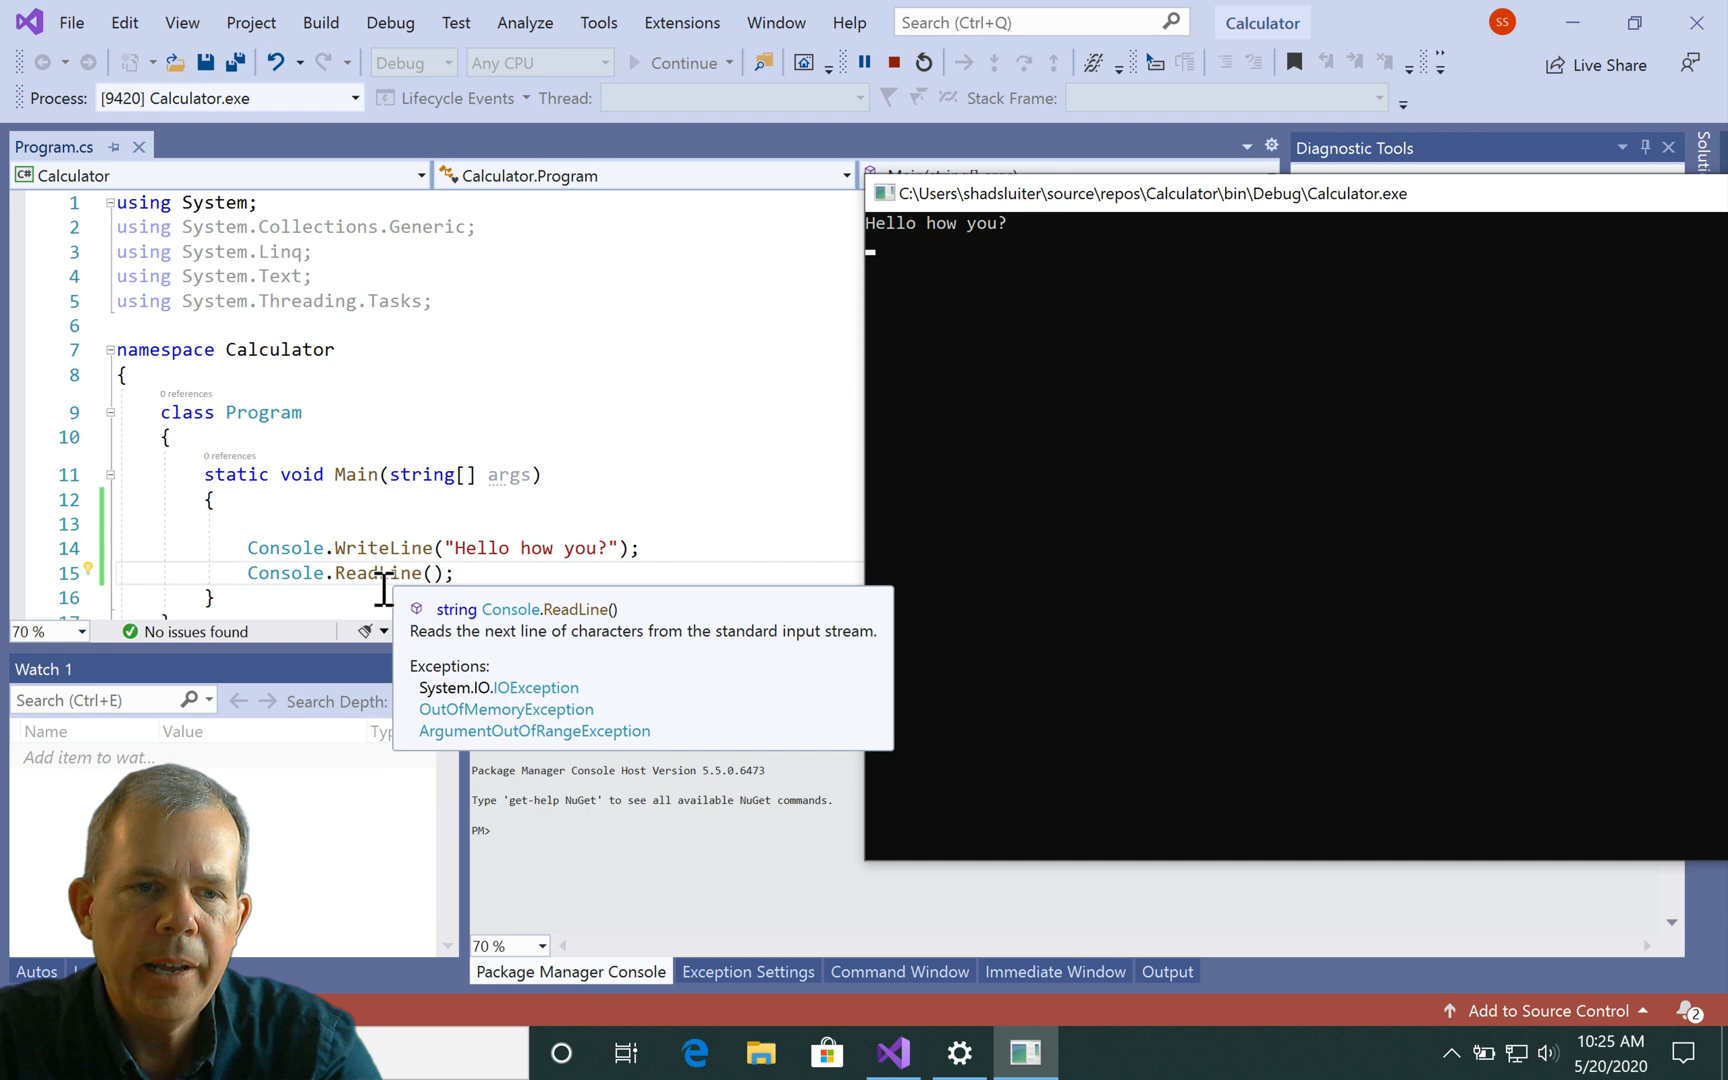 File Edit View Project Build Debug Test Analyze Tools Extensions Window Help Search (Ctrl+Q) Calculator SS
Debug Any CPU Continue Live Share
Process: [9420] Calculator.exe Lifecycle Events Thread: Stack Frame:
Program.cs Diagnostic Tools
C# Calculator Calculator.Program
C:\Users\shadsluiter\source\repos\Calculator\bin\Debug\Calculator.exe
Hello how you?
1 using System;
2 using System.Collections.Generic;
3 using System.Linq;
4 using System.Text;
5 using System.Threading.Tasks;
6
7 namespace Calculator
8 {
0 references
9 class Program
10 {
0 references
11 static void Main(string[] args)
12 {
13
14 Console.WriteLine("Hello how you?");
15 Console.ReadLine();
16 }
70 % No issues found
string Console.ReadLine()
Reads the next line of characters from the standard input stream.
Exceptions:
System.IO.IOException
OutOfMemoryException
ArgumentOutOfRangeException
Watch 1
Search (Ctrl+E) Search Depth:
Name Value
Add item to wat...
Package Manager Console Host Version 5.5.0.6473
Type 'get-help NuGet' to see all available NuGet commands.
PM>
70 %
Autos Package Manager Console Exception Settings Command Window Immediate Window Output
Add to Source Control 2
10:25 AM
5/20/2020